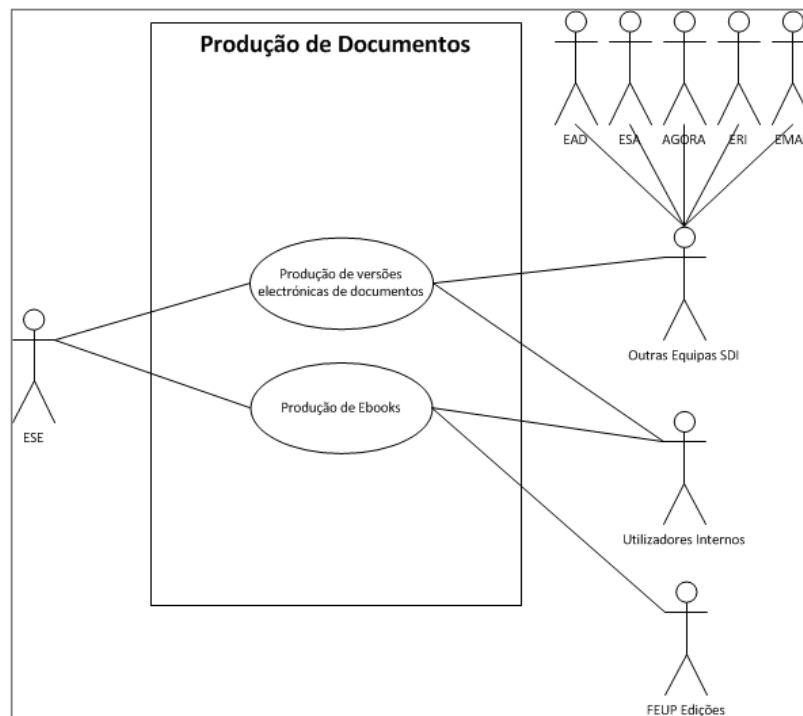 Produção de Documentos
EAD
ESA
AGORA
ERI
EMA
Produção de versões
electrónicas de documentos
Outras Equipas SDI
ESE
Produção de Ebooks
Utilizadores Internos
FEUP Edições